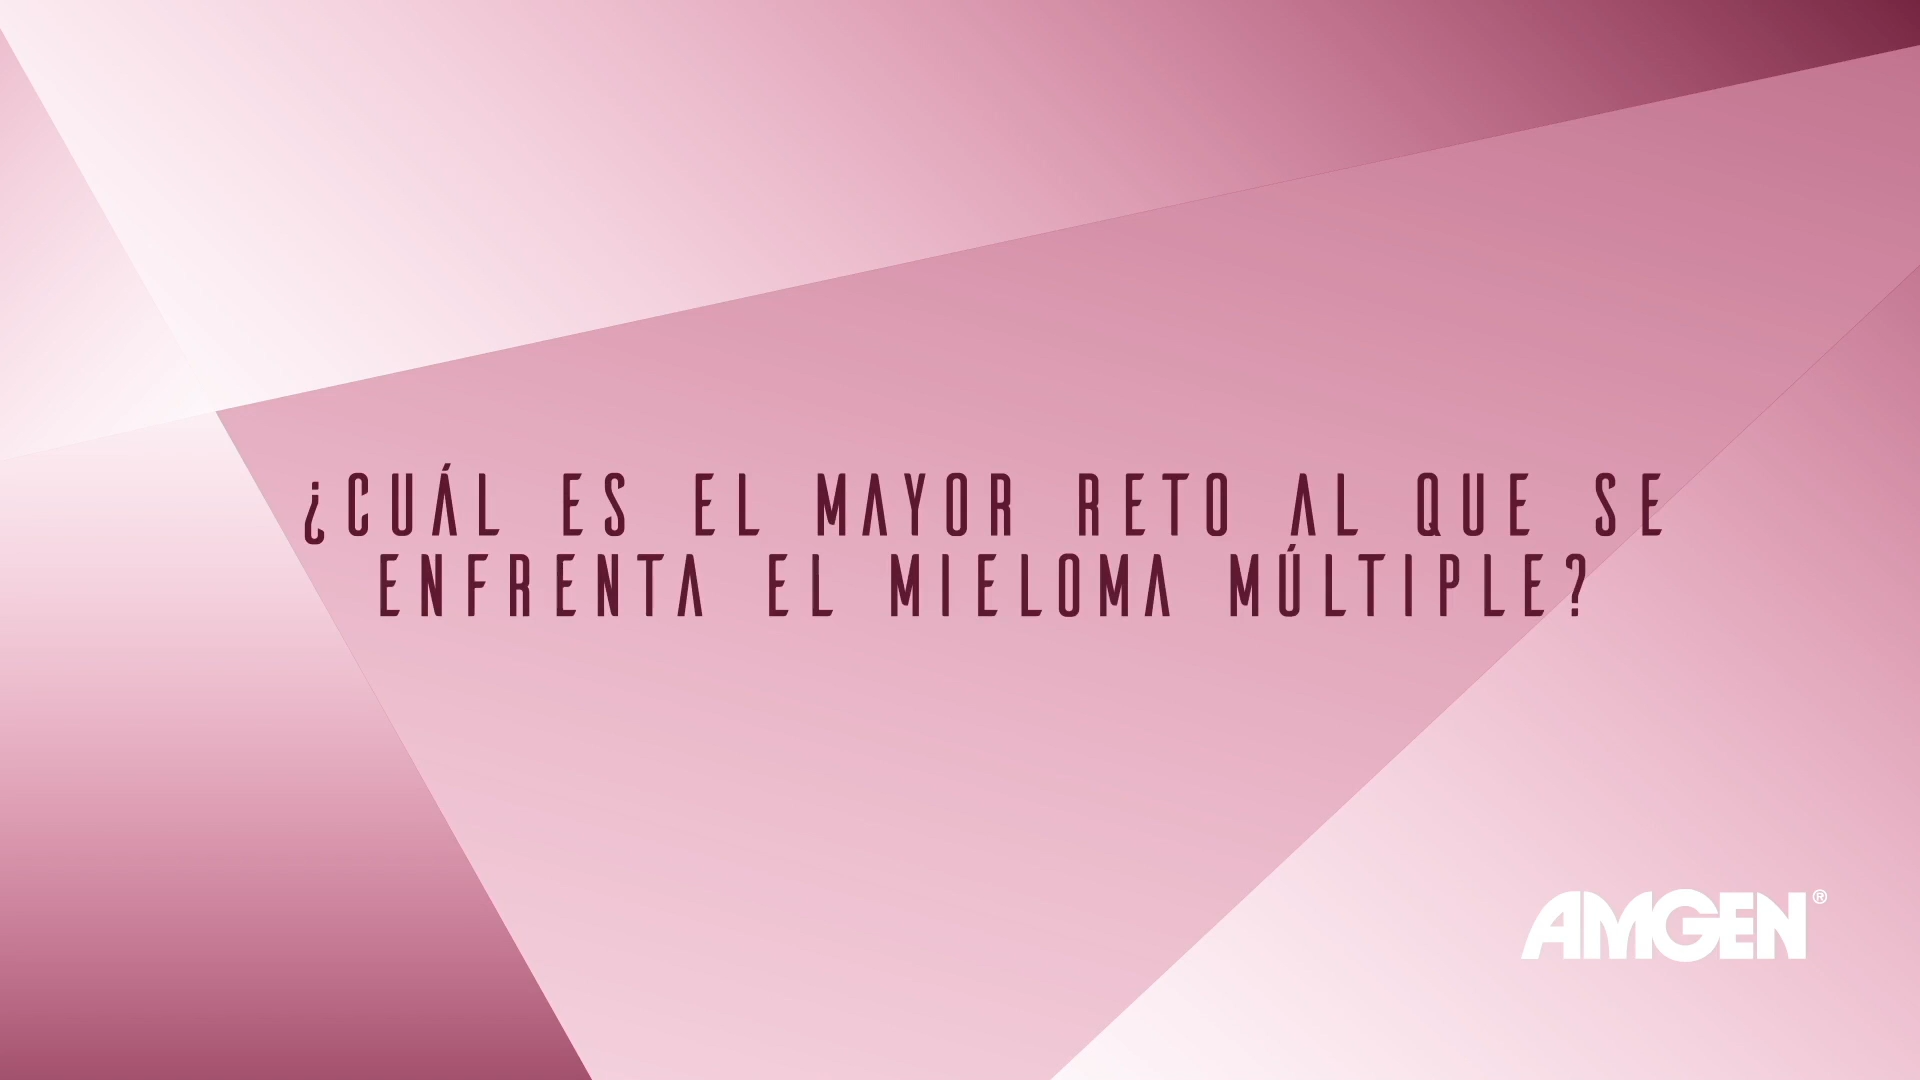 ¿CUÁL ES EL MAYOR RETO AL QUE SE
ENFRENTA EL MIELOMA MÚLTIPLE?
AMGEN®